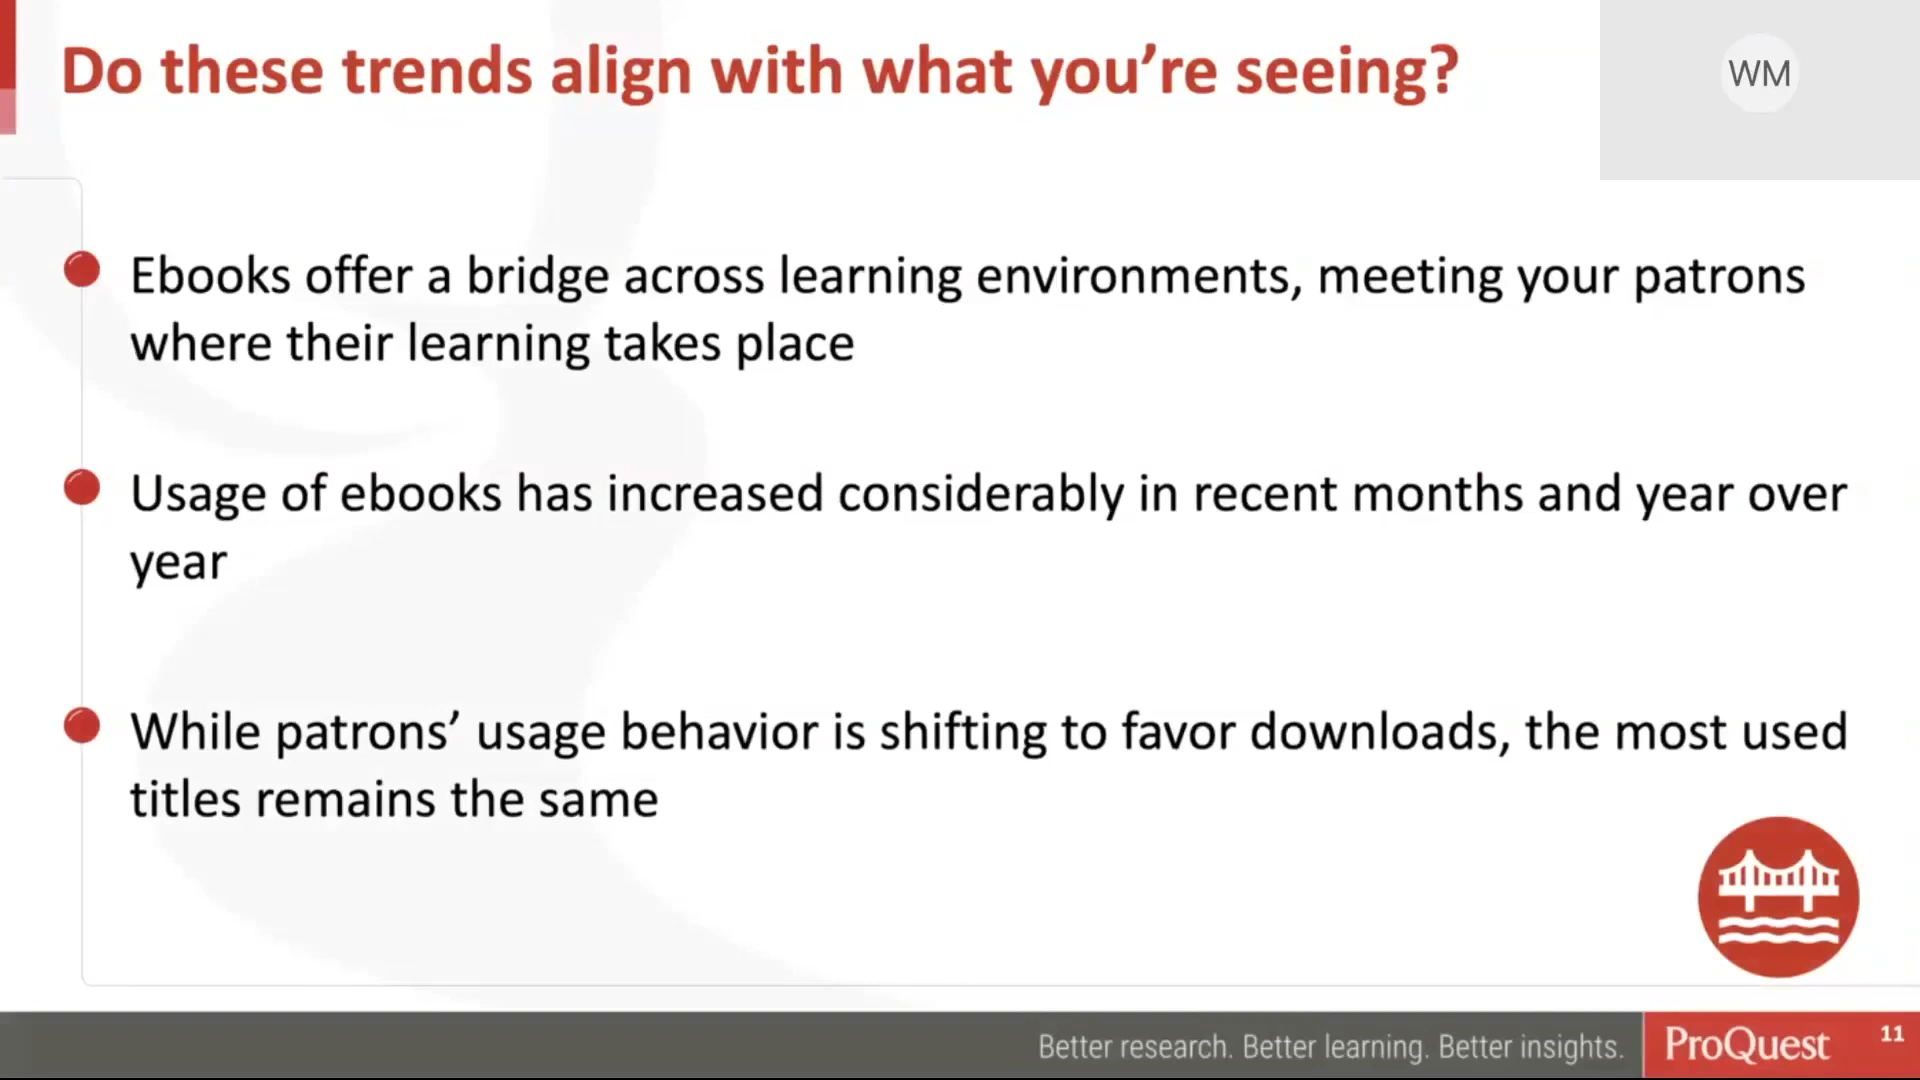 Do these trends align with what you’re seeing?
WM
Ebooks offer a bridge across learning environments, meeting your patrons
where their learning takes place
Usage of ebooks has increased considerably in recent months and year over
year
While patrons’ usage behavior is shifting to favor downloads, the most used
titles remains the same
Better research. Better learning. Better insights.
ProQuest
11